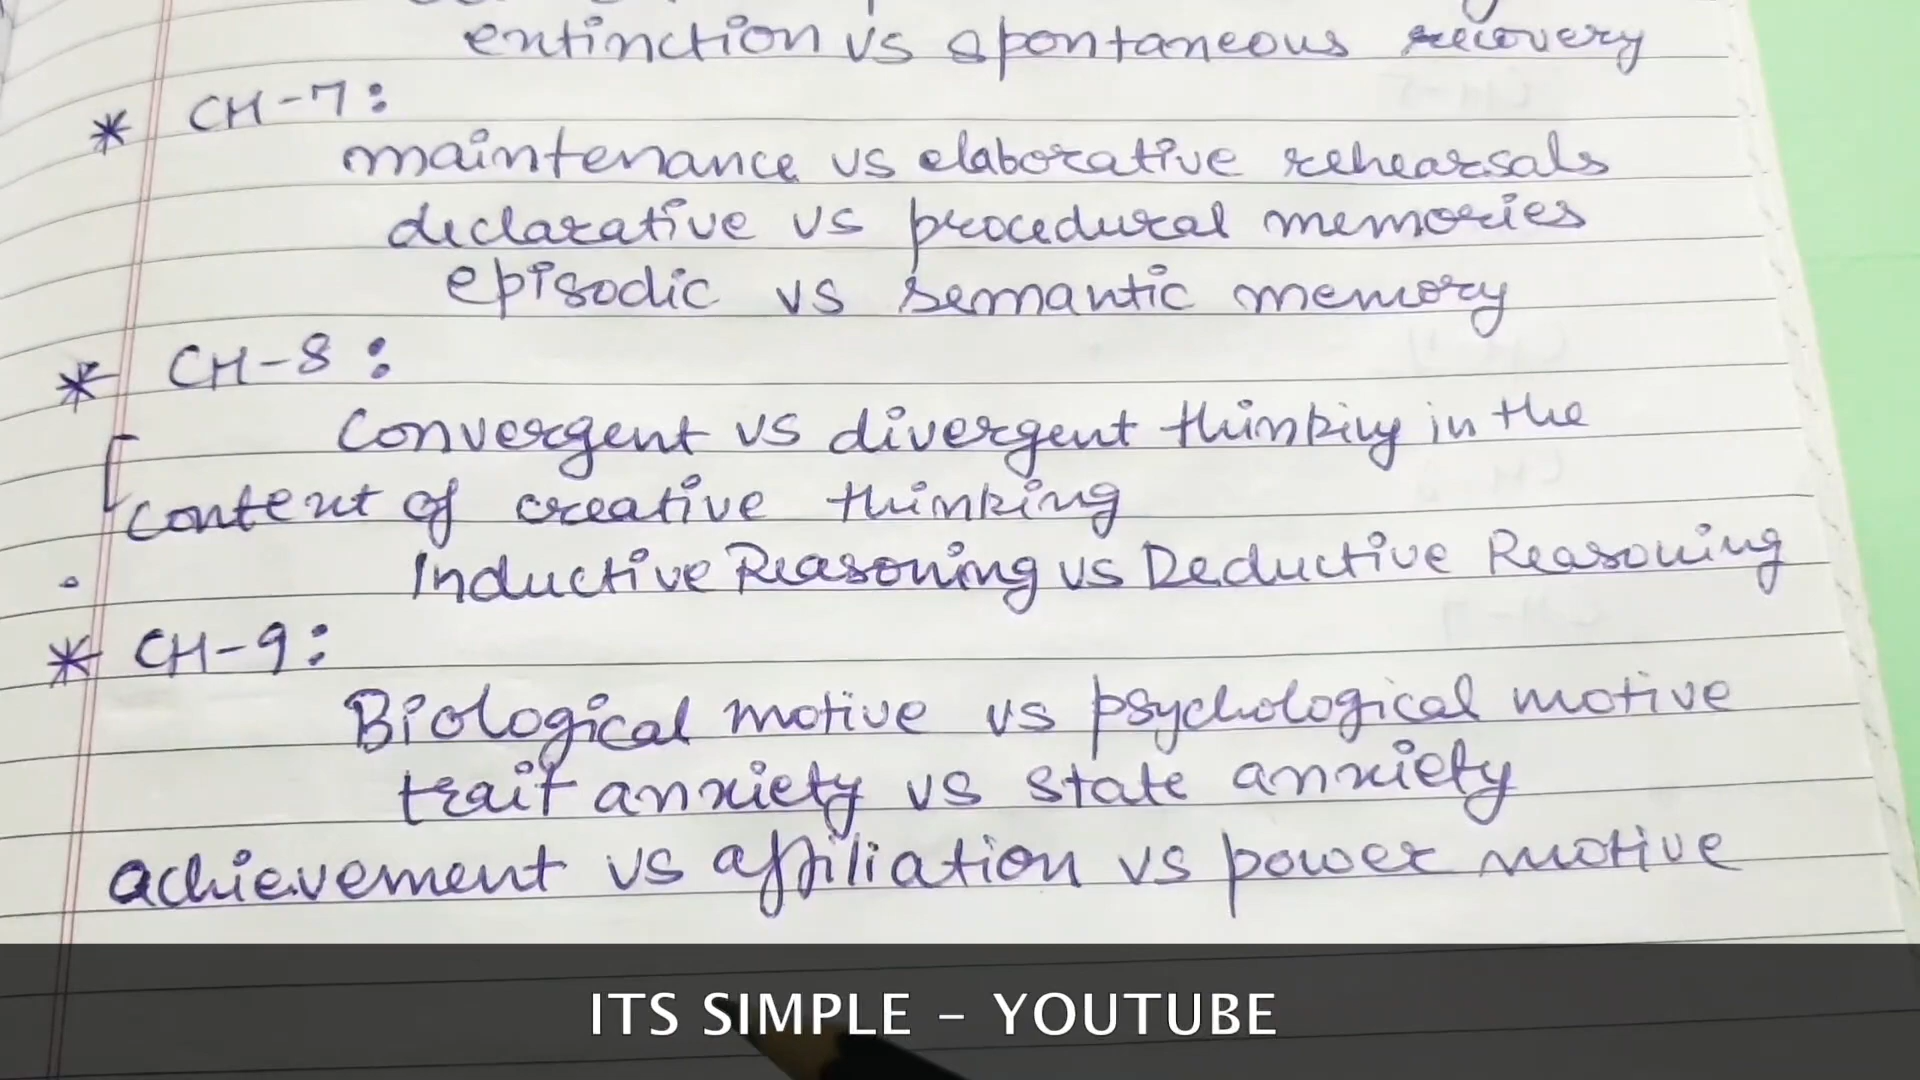 extinction vs spontaneous recovery
* CH-7:
maintenance vs elaborative rehearsals
declarative vs procedural memories
episodic vs semantic memory
* CH-8:
Convergent vs divergent thinking in the
context of creative thinking
Inductive Reasoning vs Deductive Reasoning
* CH-9:
Biological motive vs psychological motive
trait anxiety vs state anxiety
achievement vs affiliation vs power motive
ITS SIMPLE – YOUTUBE